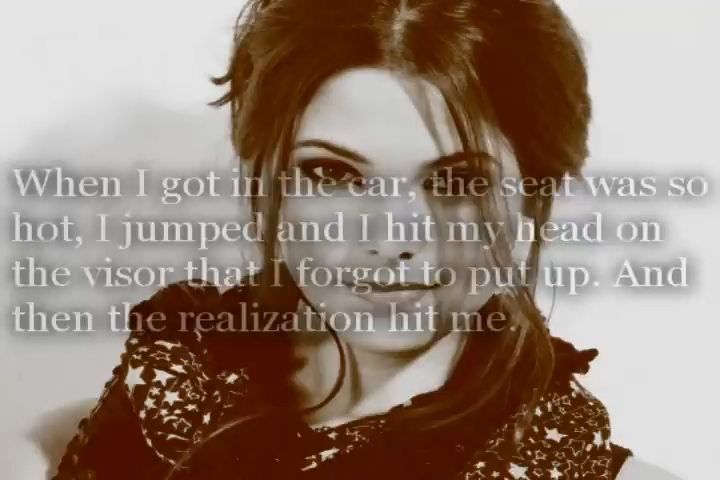 When I got in the car, the seat was so
hot, I jumped and I hit my head on
the visor that I forgot to put up. And
then the realization hit me.